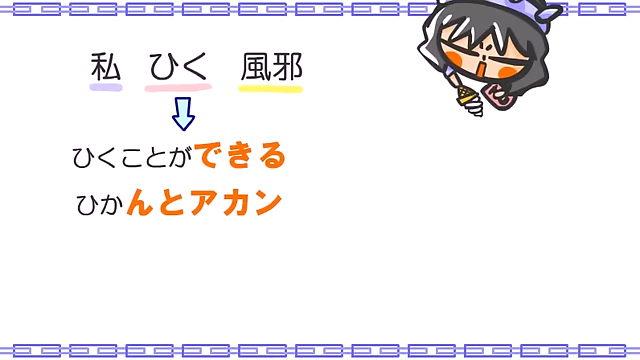 私 ひく 風邪
ひくことができる
ひかんとアカン